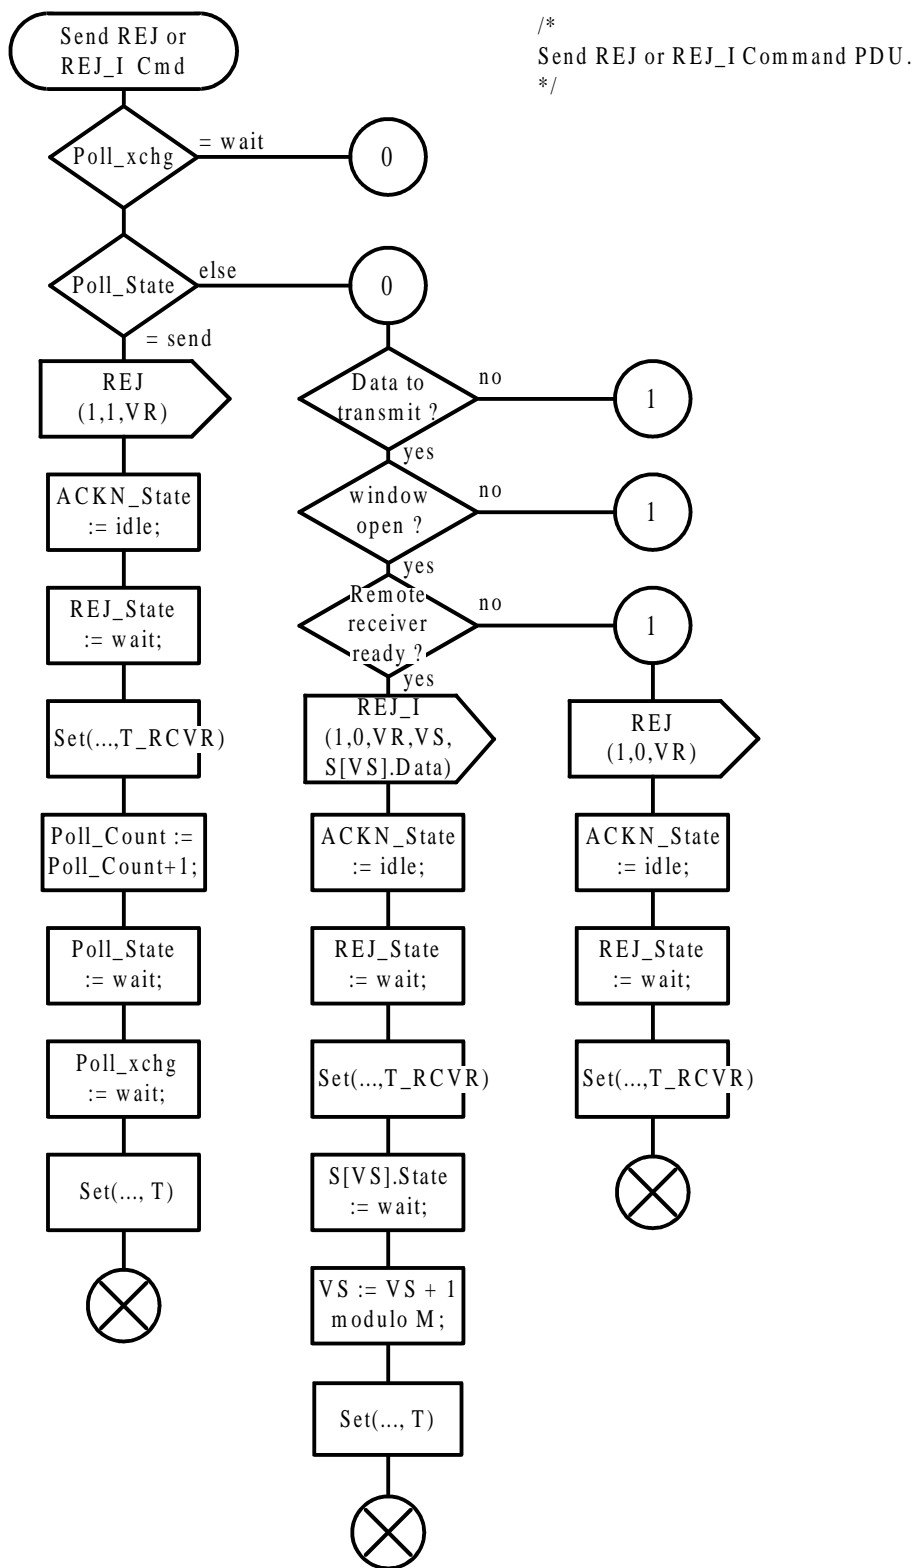 Send REJ or
REJ_I Cmd
/*
Send REJ or REJ_I Command PDU.
*/
Poll_xchg
= wait
0
Poll_State
else
0
= send
REJ
(1,1,VR)
ACKN_State
:= idle;
REJ_State
:= wait;
Set(...,T_RCVR)
Poll_Count :=
Poll_Count+1;
Poll_State
:= wait;
Poll_xchg
:= wait;
Set(..., T)
Data to
transmit ?
no
1
yes
window
open ?
no
1
yes
Remote
receiver
ready ?
no
1
yes
REJ_I
(1,0,VR,VS,
S[VS].Data)
ACKN_State
:= idle;
REJ_State
:= wait;
Set(...,T_RCVR)
S[VS].State
:= wait;
VS := VS + 1
modulo M;
Set(..., T)
REJ
(1,0,VR)
ACKN_State
:= idle;
REJ_State
:= wait;
Set(...,T_RCVR)